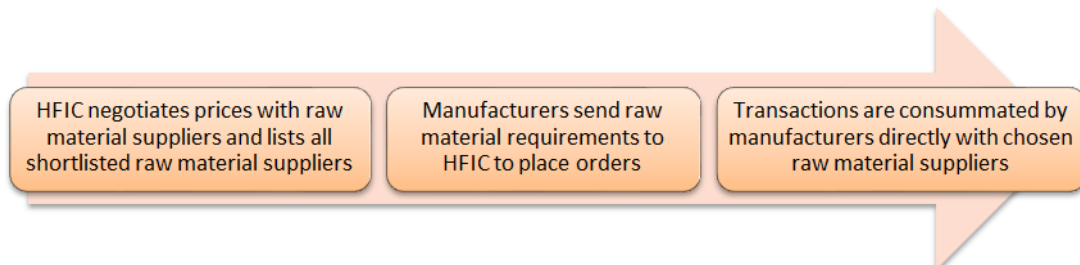 HFIC negotiates prices with raw
material suppliers and lists all
shortlisted raw material suppliers
Manufacturers send raw
material requirements to
HFIC to place orders
Transactions are consummated by
manufacturers directly with chosen
raw material suppliers